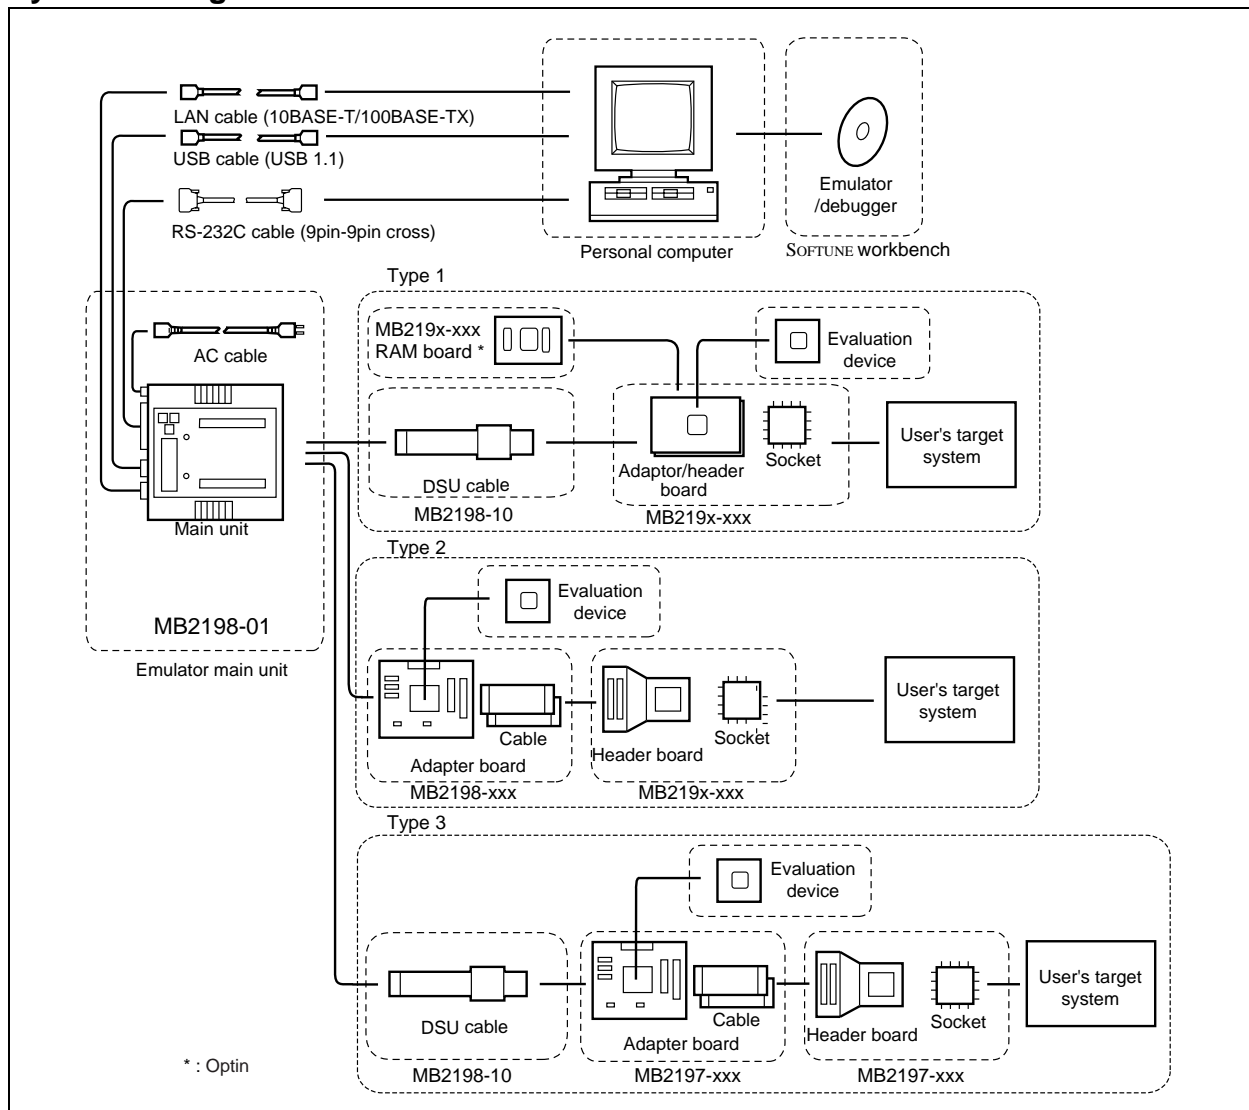 LAN cable (10BASE-T/100BASE-TX)
USB cable (USB 1.1)
RS-232C cable (9pin-9pin cross)
Personal computer
Emulator
/debugger
SOFTUNE workbench
AC cable
Main unit
MB2198-01
Emulator main unit
Type 1
MB219x-xxx
RAM board *
Evaluation
device
DSU cable
MB2198-10
Adaptor/header
board
Socket
MB219x-xxx
User's target
system
Type 2
Evaluation
device
Cable
Adapter board
MB2198-xxx
Header board
Socket
MB219x-xxx
User's target
system
Type 3
Evaluation
device
DSU cable
MB2198-10
Cable
Adapter board
MB2197-xxx
Header board
Socket
MB2197-xxx
User's target
system
* : Optin